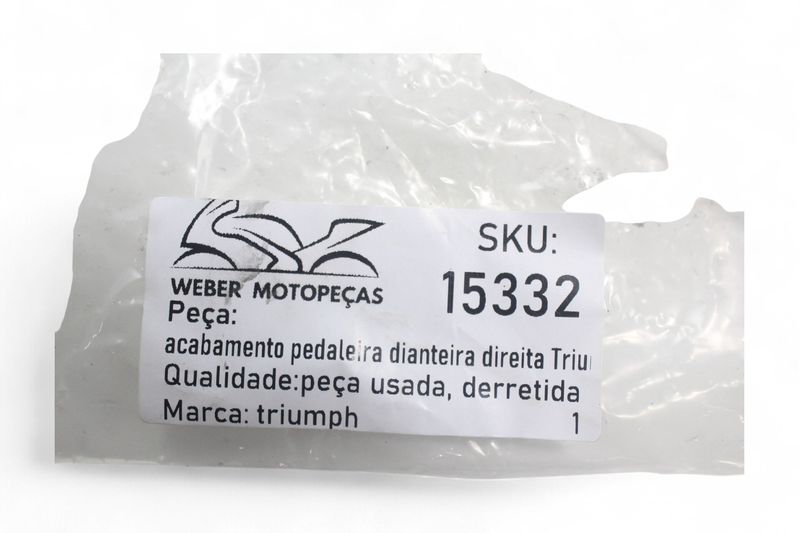 WEBER MOTOPEÇAS
SKU:
15332
Peça:
acabamento pedaleira dianteira direita
Qualidade:peça usada, derretida
Marca: triumph
1